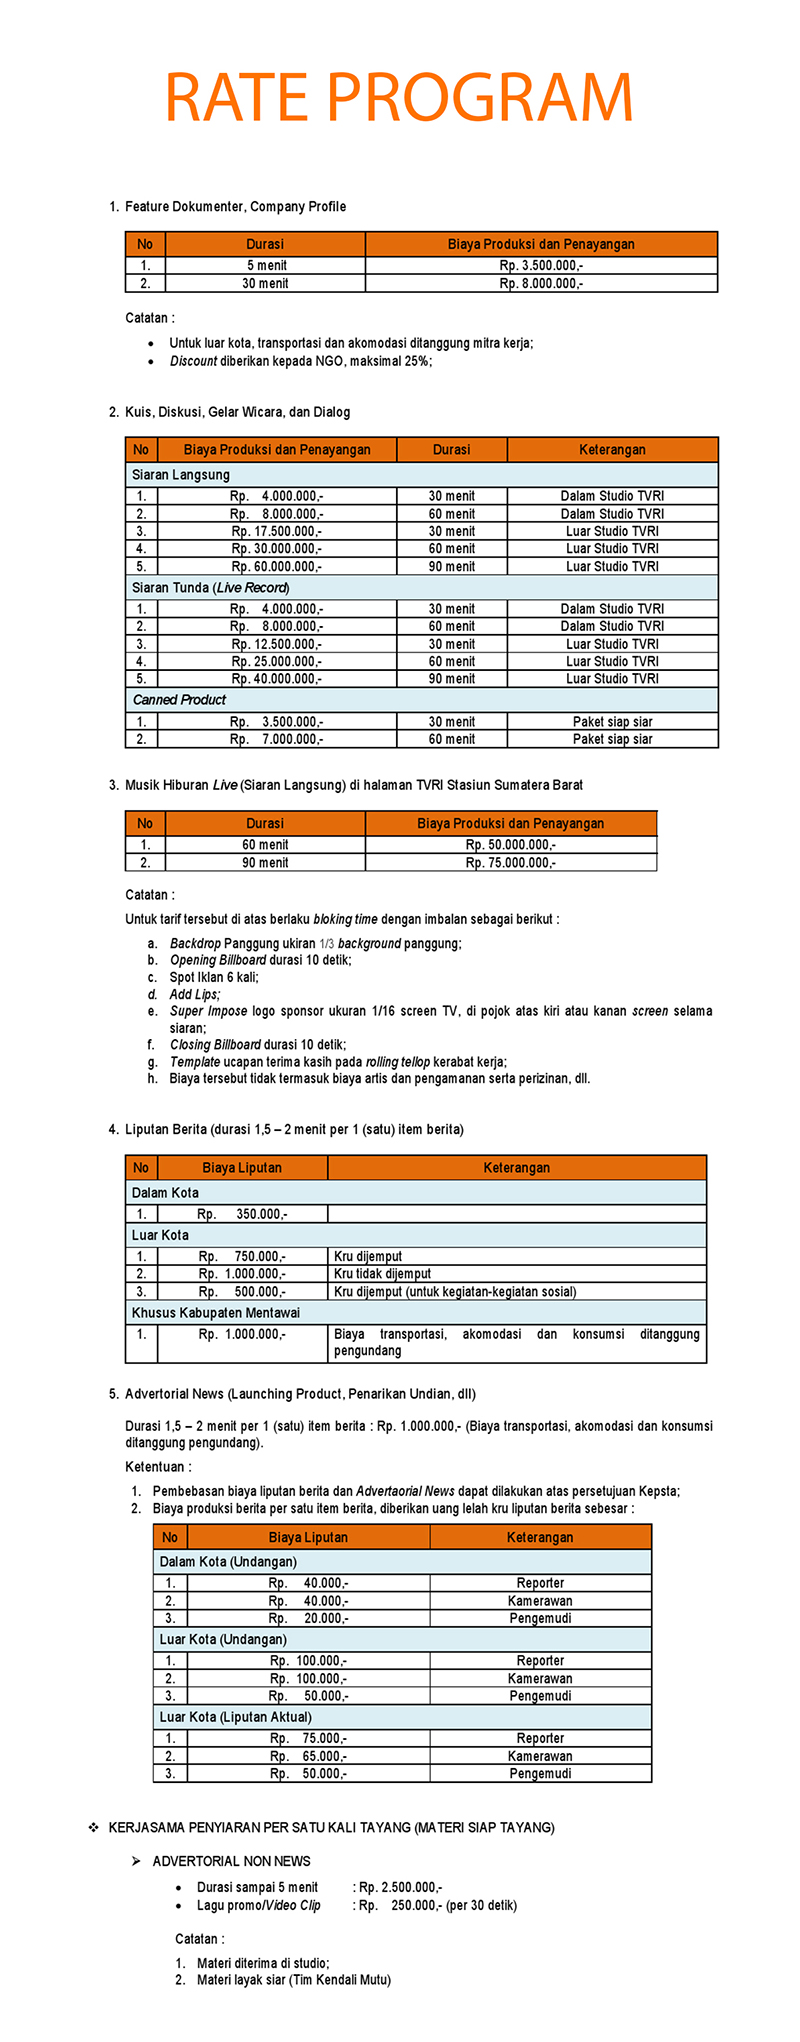 RATE PROGRAM
1. Feature Dokumenter, Company Profile
No Durasi Biaya Produksi dan Penayangan
1. 5 menit Rp. 3.500.000,-
2. 30 menit Rp. 8.000.000,-
Catatan :
• Untuk luar kota, transportasi dan akomodasi ditanggung mitra kerja;
• Discount diberikan kepada NGO, maksimal 25%;
2. Kuis, Diskusi, Gelar Wicara, dan Dialog
No Biaya Produksi dan Penayangan Durasi Keterangan
Siaran Langsung
1. Rp. 4.000.000,- 30 menit Dalam Studio TVRI
2. Rp. 8.000.000,- 60 menit Dalam Studio TVRI
3. Rp. 17.500.000,- 30 menit Luar Studio TVRI
4. Rp. 30.000.000,- 60 menit Luar Studio TVRI
5. Rp. 60.000.000,- 90 menit Luar Studio TVRI
Siaran Tunda (Live Record)
1. Rp. 4.000.000,- 30 menit Dalam Studio TVRI
2. Rp. 8.000.000,- 60 menit Dalam Studio TVRI
3. Rp. 12.500.000,- 30 menit Luar Studio TVRI
4. Rp. 25.000.000,- 60 menit Luar Studio TVRI
5. Rp. 40.000.000,- 90 menit Luar Studio TVRI
Canned Product
1. Rp. 3.500.000,- 30 menit Paket siap siar
2. Rp. 7.000.000,- 60 menit Paket siap siar
3. Musik Hiburan Live (Siaran Langsung) di halaman TVRI Stasiun Sumatera Barat
No Durasi Biaya Produksi dan Penayangan
1. 60 menit Rp. 50.000.000,-
2. 90 menit Rp. 75.000.000,-
Catatan :
Untuk tarif tersebut di atas berlaku bloking time dengan imbalan sebagai berikut :
a. Backdrop Panggung ukiran 1/3 background panggung;
b. Opening Billboard durasi 10 detik;
c. Spot Iklan 6 kali;
d. Add Lips;
e. Super Impose logo sponsor ukuran 1/16 screen TV, di pojok atas kiri atau kanan screen selama
siaran;
f. Closing Billboard durasi 10 detik;
g. Template ucapan terima kasih pada rolling tellop kerabat kerja;
h. Biaya tersebut tidak termasuk biaya artis dan pengamanan serta perizinan, dll.
4. Liputan Berita (durasi 1,5 – 2 menit per 1 (satu) item berita)
No Biaya Liputan Keterangan
Dalam Kota
1. Rp. 350.000,-
Luar Kota
1. Rp. 750.000,- Kru dijemput
2. Rp. 1.000.000,- Kru tidak dijemput
3. Rp. 500.000,- Kru dijemput (untuk kegiatan-kegiatan sosial)
Khusus Kabupaten Mentawai
1. Rp. 1.000.000,- Biaya transportasi, akomodasi dan konsumsi ditanggung
pengundang
5. Advertorial News (Launching Product, Penarikan Undian, dll)
Durasi 1,5 – 2 menit per 1 (satu) item berita : Rp. 1.000.000,- (Biaya transportasi, akomodasi dan konsumsi
ditanggung pengundang).
Ketentuan :
1. Pembebasan biaya liputan berita dan Advertaorial News dapat dilakukan atas persetujuan Kepsta;
2. Biaya produksi berita per satu item berita, diberikan uang lelah kru liputan berita sebesar :
No Biaya Liputan Keterangan
Dalam Kota (Undangan)
1. Rp. 40.000,- Reporter
2. Rp. 40.000,- Kamerawan
3. Rp. 20.000,- Pengemudi
Luar Kota (Undangan)
1. Rp. 100.000,- Reporter
2. Rp. 100.000,- Kamerawan
3. Rp. 50.000,- Pengemudi
Luar Kota (Liputan Aktual)
1. Rp. 75.000,- Reporter
2. Rp. 65.000,- Kamerawan
3. Rp. 50.000,- Pengemudi
❖ KERJASAMA PENYIARAN PER SATU KALI TAYANG (MATERI SIAP TAYANG)
➢ ADVERTORIAL NON NEWS
• Durasi sampai 5 menit : Rp. 2.500.000,-
• Lagu promo/Video Clip : Rp. 250.000,- (per 30 detik)
Catatan :
1. Materi diterima di studio;
2. Materi layak siar (Tim Kendali Mutu)